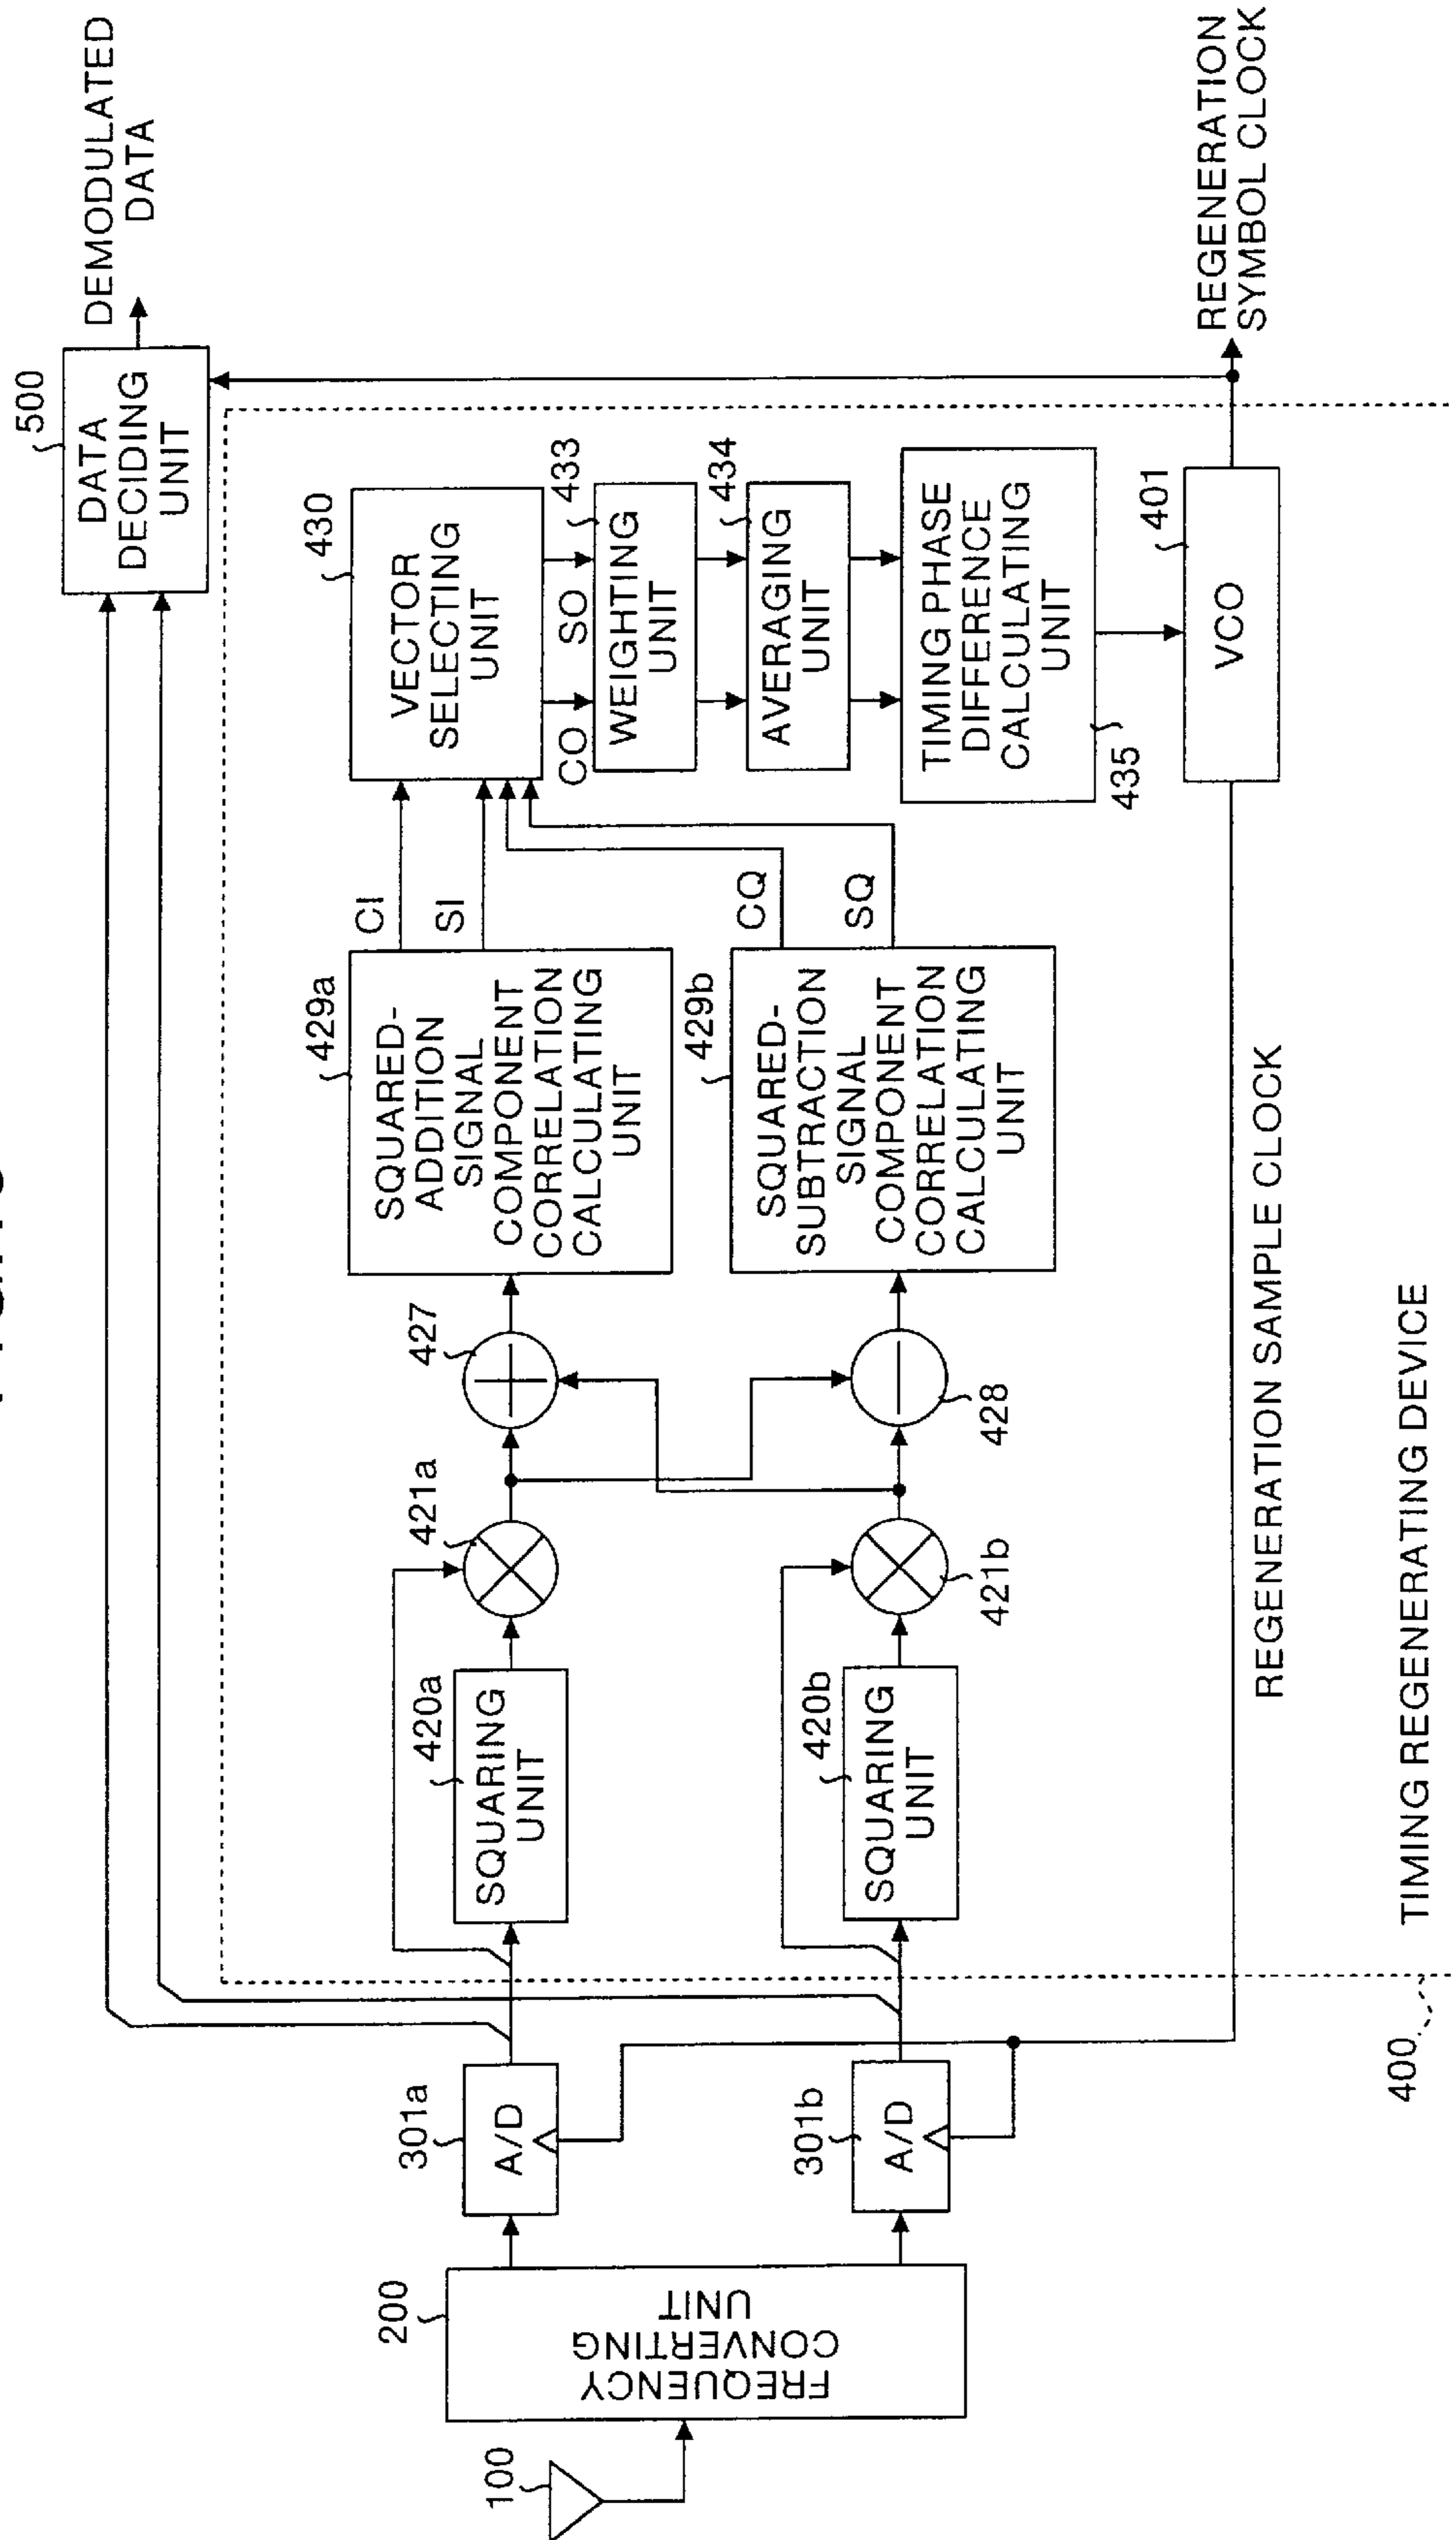 100
200
FREQUENCY
CONVERTING
UNIT
301a
A/D
301b
A/D
420a
SQUARING
UNIT
420b
SQUARING
UNIT
421a
421b
427
428
429a
SQUARED-
ADDITION
SIGNAL
COMPONENT
CORRELATION
CALCULATING
UNIT
429b
SQUARED-
SUBTRACTION
SIGNAL
COMPONENT
CORRELATION
CALCULATING
UNIT
CI
SI
CQ
SQ
430
VECTOR
SELECTING
UNIT
CO
SO
433
WEIGHTING
UNIT
434
AVERAGING
UNIT
TIMING PHASE
DIFFERENCE
CALCULATING
UNIT
435
401
VCO
500
DATA
DECIDING
UNIT
DEMODULATED
DATA
REGENERATION
SYMBOL CLOCK
REGENERATION SAMPLE CLOCK
400
TIMING REGENERATING DEVICE